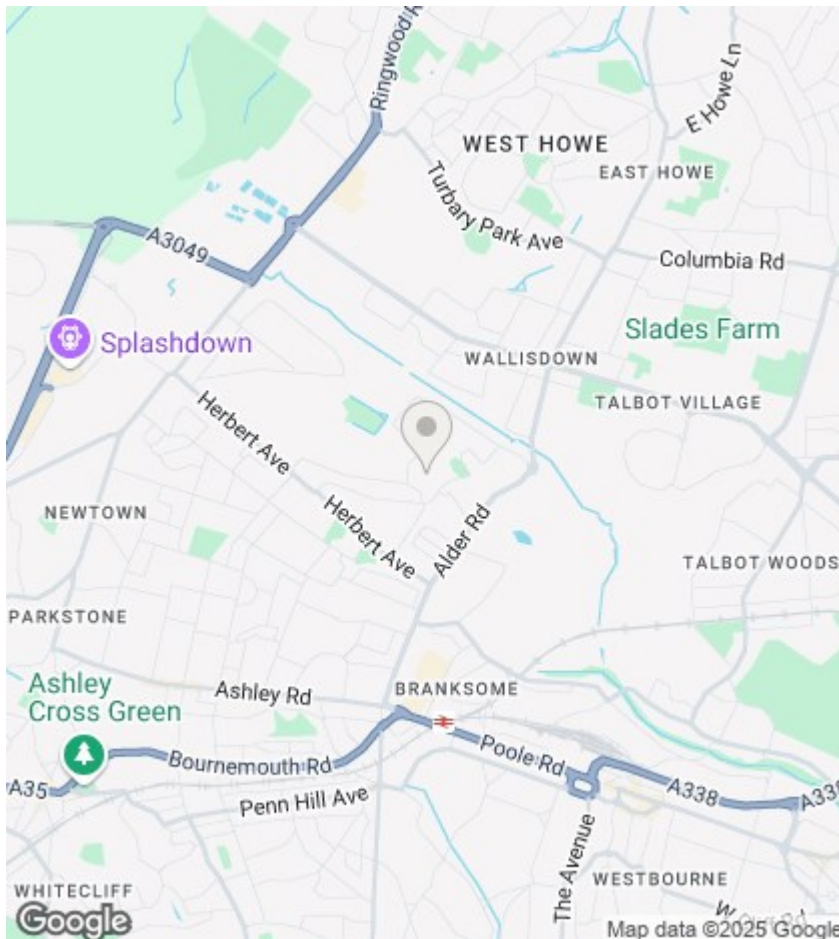 Ringwood R
E Howe Ln
WEST HOWE
EAST HOWE
Turbary Park Ave
A3049
Columbia Rd
Splashdown
Slades Farm
WALLISDOWN
TALBOT VILLAGE
Herbert Ave
NEWTOWN
Herbert Ave
Alder Rd
TALBOT WOODS
PARKSTONE
Ashley
Cross Green
Ashley Rd
BRANKSOME
Bournemouth Rd
Poole Rd
A35
Penn Hill Ave
A338
A338
The Avenue
WESTBOURNE
WHITECLIFF
Google
Map data ©2025 Google